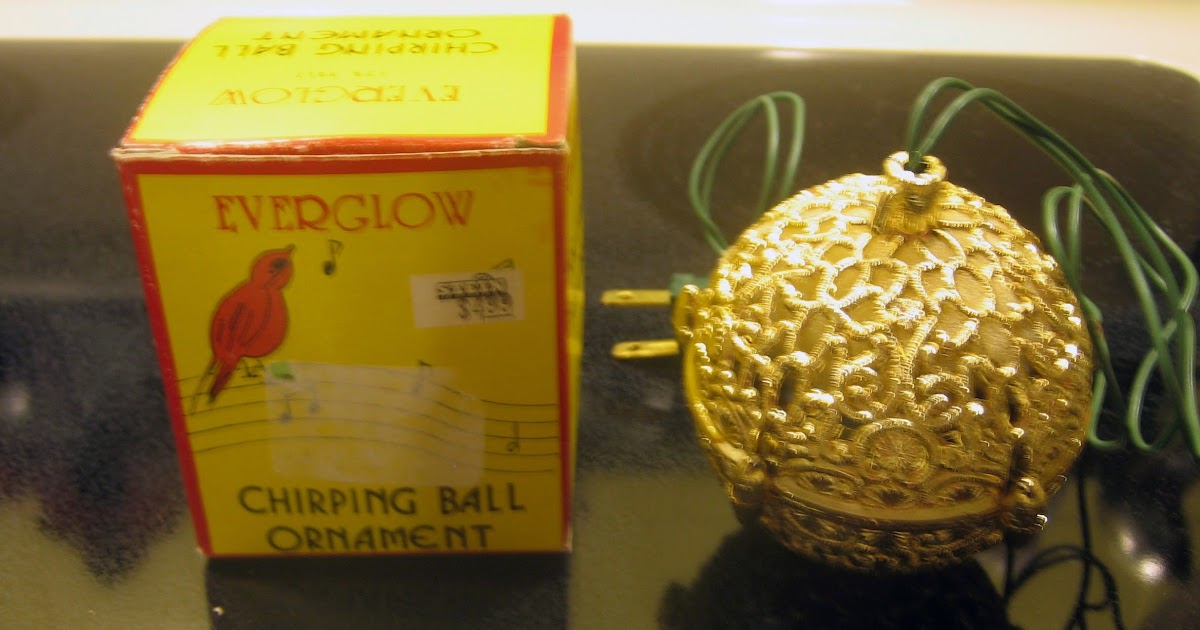 CHIRPING BALL
ORNAMENT
EVERGLOW
EVERGLOW
CHIRPING BALL
ORNAMENT